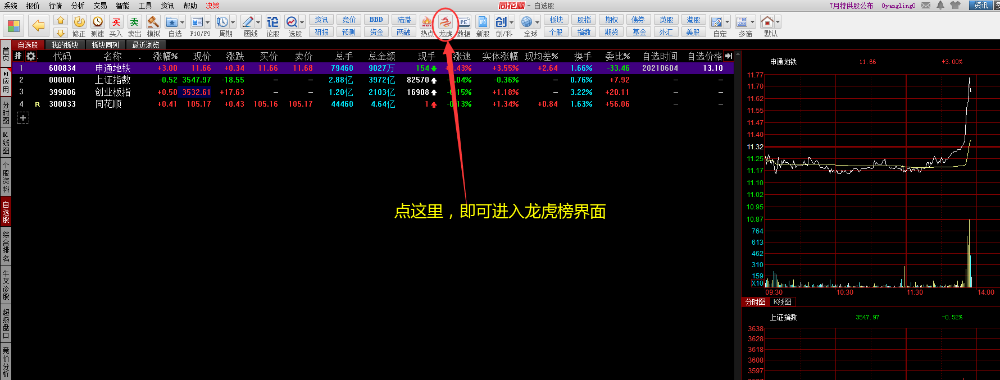 系统 报价 行情 分析 交易 智能 工具 资讯 帮助 决策
同花顺 - 自选股
7月特供股公布 0yangling0 资讯
修正 测速 买入 卖出 模拟 自选 F10/F9 周期 画线 论股 选股
买 卖 论
资讯 竞价 BBD 陆港
研报 预测 资金 两融
热点 龙虎 数据 新股 创/科 全球
HOT PE IPO 创
板块 股指 期权 债券 英股 港股
个股 指数 期货 基金 外汇 美股
自定 多窗 默认
首页
应用
分时图
K线图
个股资料
自选股
综合排名
牛叉诊股
超级盘口
竞价分析
自选股 我的板块 板块同列 最近浏览
代码 名称 涨幅% 现价 涨跌 买价 卖价 总手 总金额 现手 涨速 实体涨幅 现均差% 换手 委比% 自选时间 自选价格
1 600834 申通地铁 +3.00 11.66 +0.34 11.66 11.68 79460 9027万 154 .43% +3.55% +2.64 1.66% -33.46 20210604 13.10
2 000001 上证指数 -0.52 3547.97 -18.55 — — 2.88亿 3972亿 82570 .04% -0.36% — 0.76% +7.92 — —
3 399006 创业板指 +0.50 3532.61 +17.63 — — 1.20亿 2103亿 16908 .15% +1.18% — 3.22% +20.11 — —
4 R 300033 同花顺 +0.41 105.17 +0.43 105.16 105.17 44460 4.64亿 1 -0.13% +1.34% +0.84 1.63% +56.06 — —
点这里，即可进入龙虎榜界面
申通地铁 11.66 +3.00%
11.77
11.70
11.62
11.55
11.47
11.40
11.32
11.25
11.17
11.10
11.02
10.95
10.87
764
613
462
310
159
X10
09:30 10:30 11:30 14:00
分时图 K线图
上证指数 3547.97 -0.52%
3638
3628
3618
3608
3597